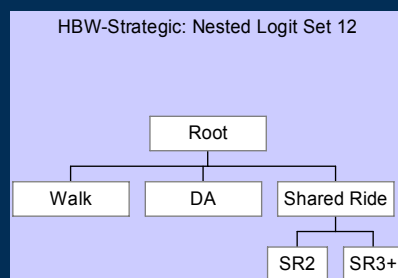 HBW-Strategic: Nested Logit Set 12
Root
Walk DA Shared Ride
SR2 SR3+